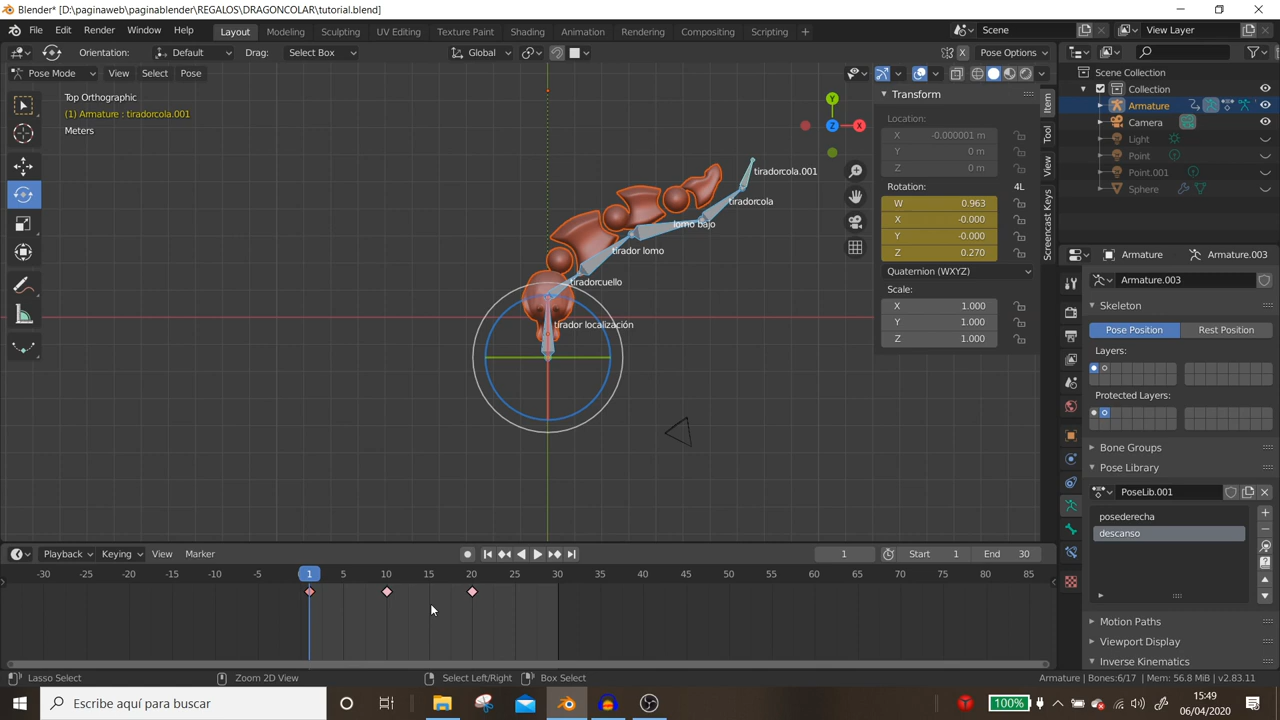 Blender* [D:\paginaweb\paginablender\REGALOS\DRAGONCOLAR\tutorial.blend]
File Edit Render Window Help Layout Modeling Sculpting UV Editing Texture Paint Shading Animation Rendering Compositing Scripting + Scene View Layer
Orientation: Default Drag: Select Box Global X Pose Options
Pose Mode View Select Pose
Top Orthographic
(1) Armature : tiradorcola.001
Meters
Y
X
Z
tiradorcola.001
tiradorcola
lomo bajo
tirador lomo
tiradorcuello
tirador localización
Transform
Location:
X -0.000001 m
Y 0 m
Z 0 m
Rotation: 4L
W 0.963
X -0.000
Y -0.000
Z 0.270
Quaternion (WXYZ)
Scale:
X 1.000
Y 1.000
Z 1.000
Item
Tool
View
Screencast Keys
Scene Collection
Collection
Armature
Camera
Light
Point
Point.001
Sphere
Armature Armature.003
Armature.003
Skeleton
Pose Position Rest Position
Layers:
Protected Layers:
Bone Groups
Pose Library
PoseLib.001
posederecha
descanso
Motion Paths
Viewport Display
Inverse Kinematics
Playback Keying View Marker 1 Start 1 End 30
-30 -25 -20 -15 -10 -5 1 5 10 15 20 25 30 35 40 45 50 55 60 65 70 75 80 85
Lasso Select Zoom 2D View Select Left/Right Box Select Armature | Bones:6/17 | Mem: 56.8 MiB | v2.83.11
Escribe aquí para buscar
100%
15:49
06/04/2020